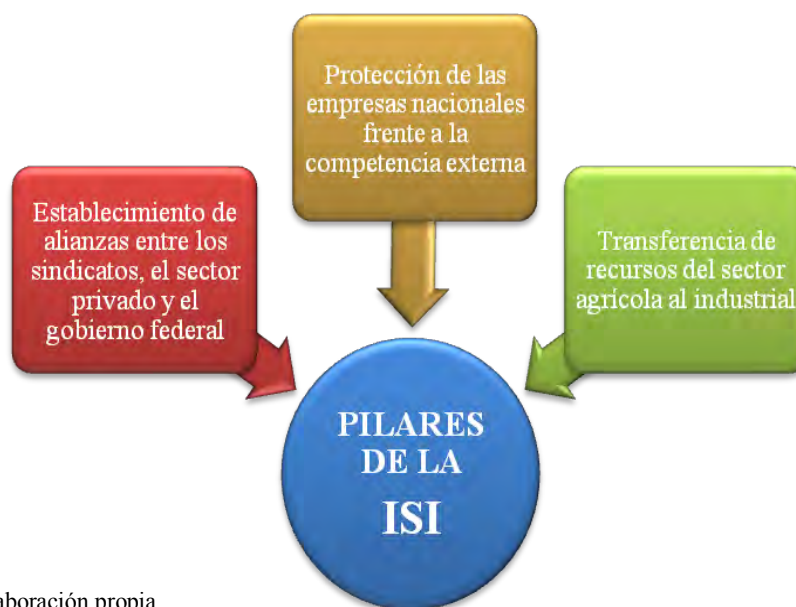 Protección de las
empresas nacionales
frente a la
competencia externa
Establecimiento de
alianzas entre los
sindicatos, el sector
privado y el
gobierno federal
Transferencia de
recursos del sector
agrícola al industrial
PILARES
DE LA
ISI
propia